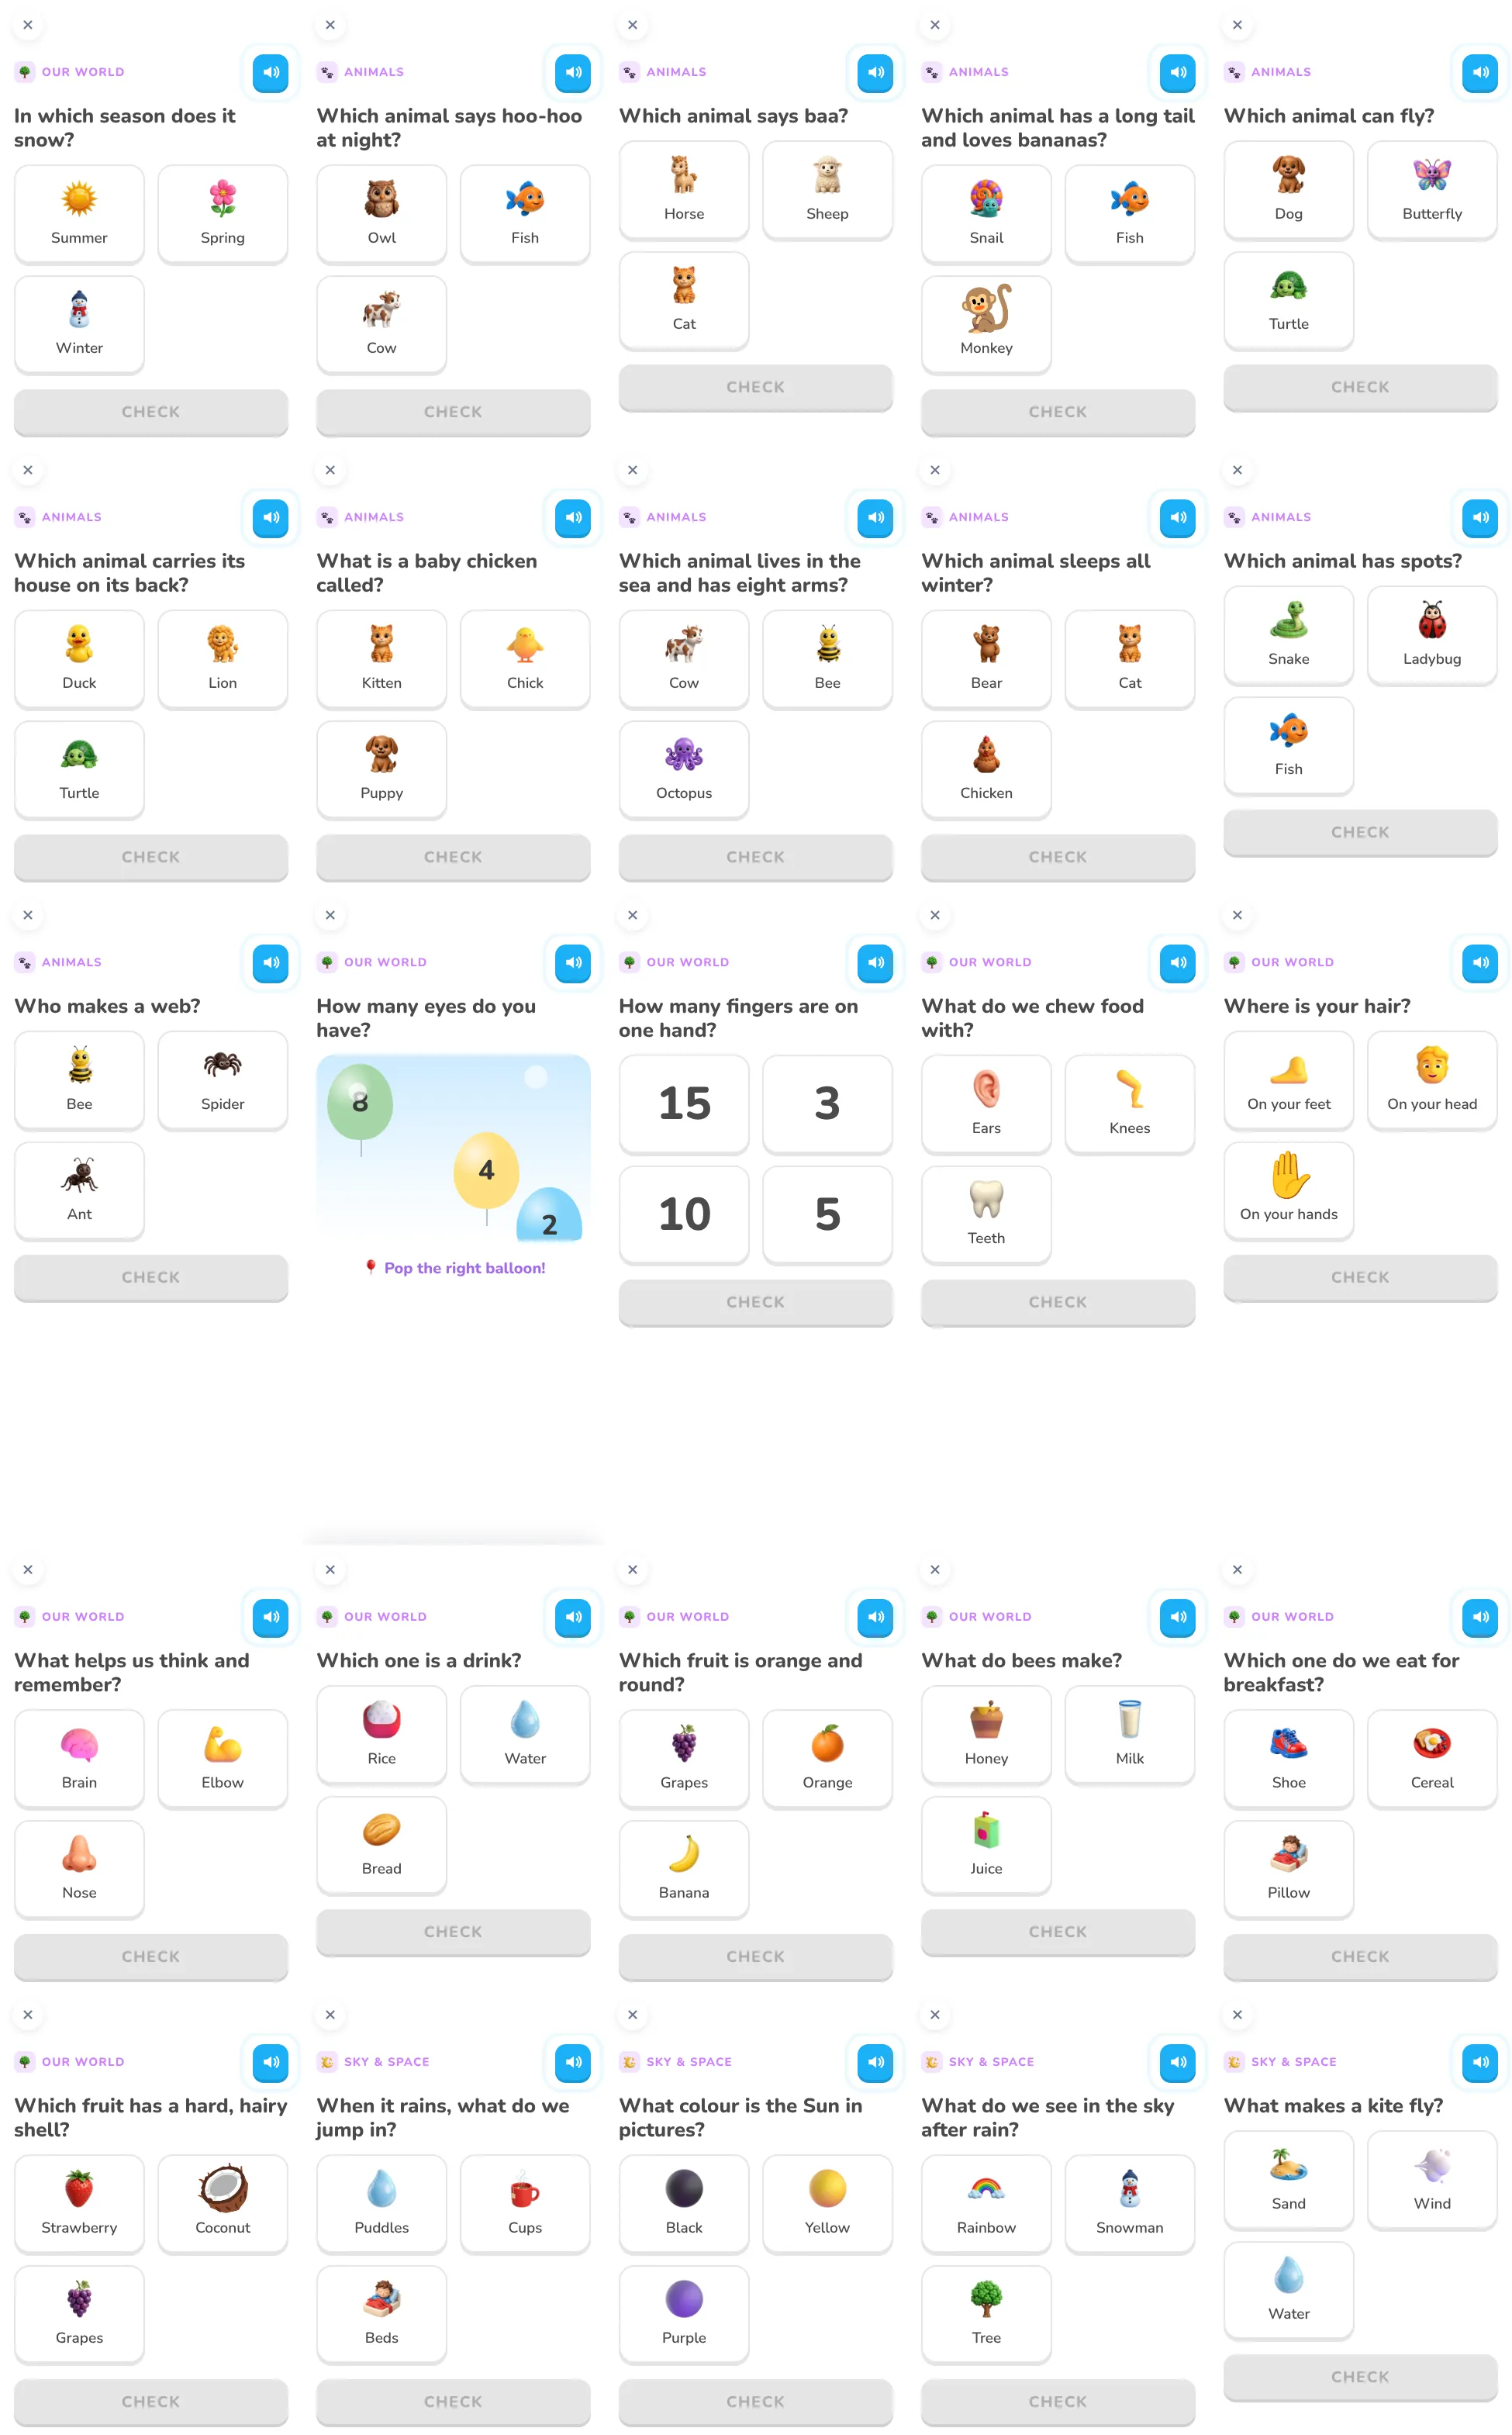 OUR WORLD
In which season does it
snow?
Summer
Spring
Winter
CHECK
ANIMALS
Which animal says hoo-hoo
at night?
Owl
Fish
Cow
CHECK
ANIMALS
Which animal says baa?
Horse
Sheep
Cat
CHECK
ANIMALS
Which animal has a long tail
and loves bananas?
Snail
Fish
Monkey
CHECK
ANIMALS
Which animal can fly?
Dog
Butterfly
Turtle
CHECK
ANIMALS
Which animal carries its
house on its back?
Duck
Lion
Turtle
CHECK
ANIMALS
What is a baby chicken
called?
Kitten
Chick
Puppy
CHECK
ANIMALS
Which animal lives in the
sea and has eight arms?
Cow
Bee
Octopus
CHECK
ANIMALS
Which animal sleeps all
winter?
Bear
Cat
Chicken
CHECK
ANIMALS
Which animal has spots?
Snake
Ladybug
Fish
CHECK
ANIMALS
Who makes a web?
Bee
Spider
Ant
CHECK
OUR WORLD
How many eyes do you
have?
8
4
2
Pop the right balloon!
OUR WORLD
How many fingers are on
one hand?
15
3
10
5
CHECK
OUR WORLD
What do we chew food
with?
Ears
Knees
Teeth
CHECK
OUR WORLD
Where is your hair?
On your feet
On your head
On your hands
CHECK
OUR WORLD
What helps us think and
remember?
Brain
Elbow
Nose
CHECK
OUR WORLD
Which one is a drink?
Rice
Water
Bread
CHECK
OUR WORLD
Which fruit is orange and
round?
Grapes
Orange
Banana
CHECK
OUR WORLD
What do bees make?
Honey
Milk
Juice
CHECK
OUR WORLD
Which one do we eat for
breakfast?
Shoe
Cereal
Pillow
CHECK
OUR WORLD
Which fruit has a hard, hairy
shell?
Strawberry
Coconut
Grapes
CHECK
SKY & SPACE
When it rains, what do we
jump in?
Puddles
Cups
Beds
CHECK
SKY & SPACE
What colour is the Sun in
pictures?
Black
Yellow
Purple
CHECK
SKY & SPACE
What do we see in the sky
after rain?
Rainbow
Snowman
Tree
CHECK
SKY & SPACE
What makes a kite fly?
Sand
Wind
Water
CHECK